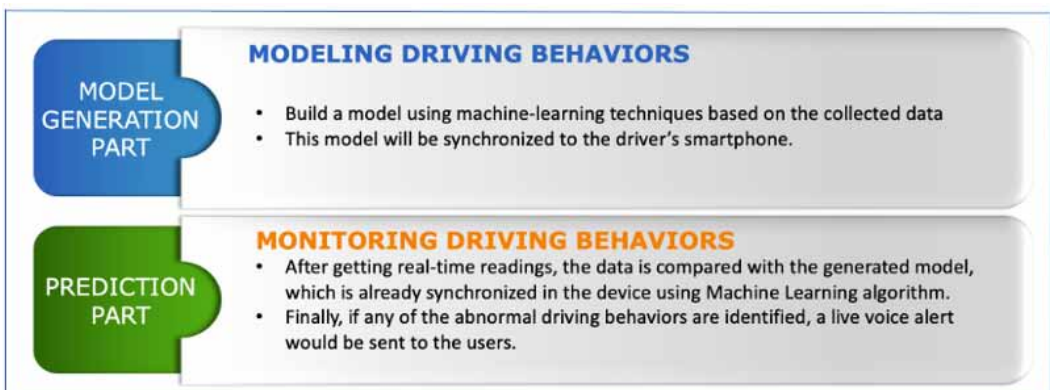 MODEL
GENERATION
PART
MODELING DRIVING BEHAVIORS
• Build a model using machine-learning techniques based on the collected data
• This model will be synchronized to the driver's smartphone.
PREDICTION
PART
MONITORING DRIVING BEHAVIORS
• After getting real-time readings, the data is compared with the generated model,
which is already synchronized in the device using Machine Learning algorithm.
• Finally, if any of the abnormal driving behaviors are identified, a live voice alert
would be sent to the users.